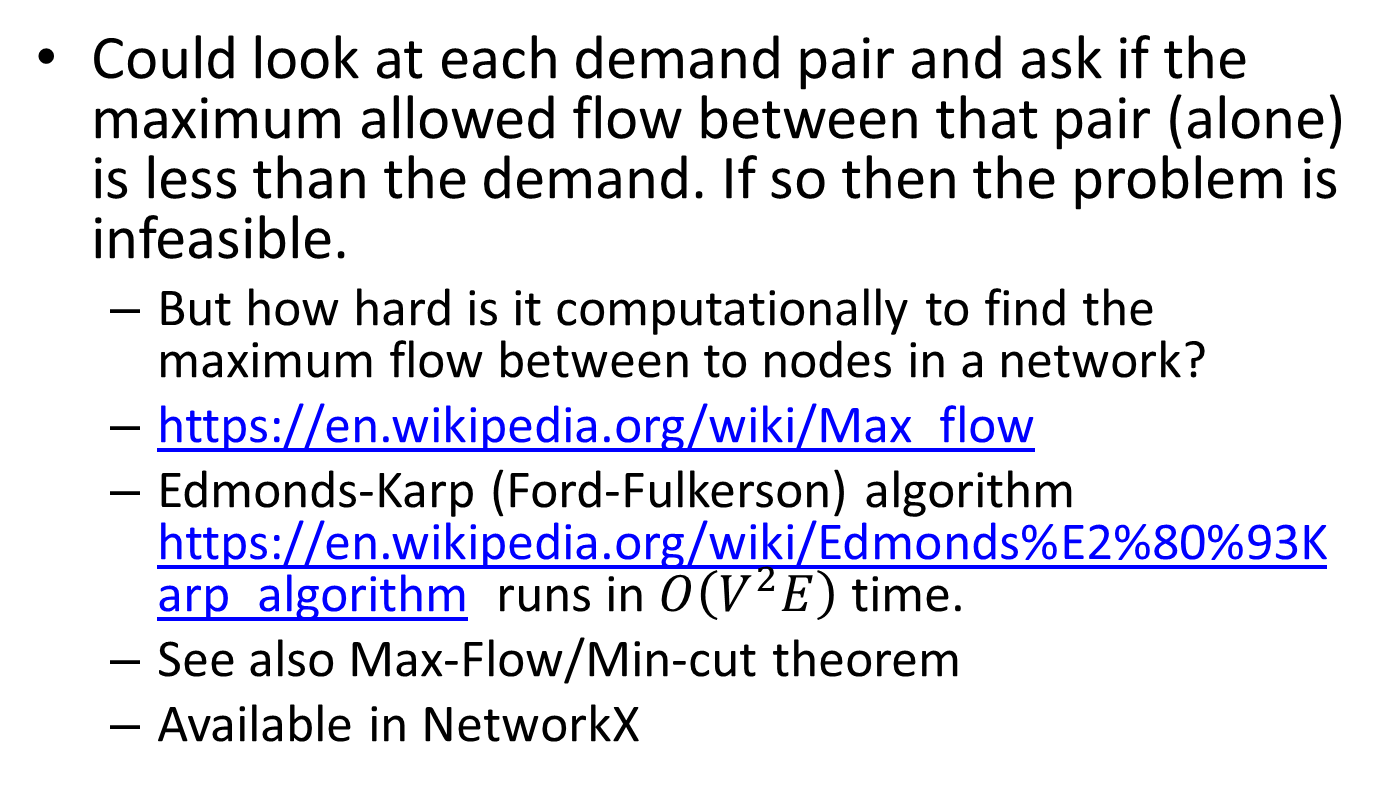 • Could look at each demand pair and ask if the
maximum allowed flow between that pair (alone)
is less than the demand. If so then the problem is
infeasible.
– But how hard is it computationally to find the
maximum flow between to nodes in a network?
– https://en.wikipedia.org/wiki/Max_flow
– Edmonds-Karp (Ford-Fulkerson) algorithm
https://en.wikipedia.org/wiki/Edmonds%E2%80%93K
arp_algorithm runs in O(V²E) time.
– See also Max-Flow/Min-cut theorem
– Available in NetworkX